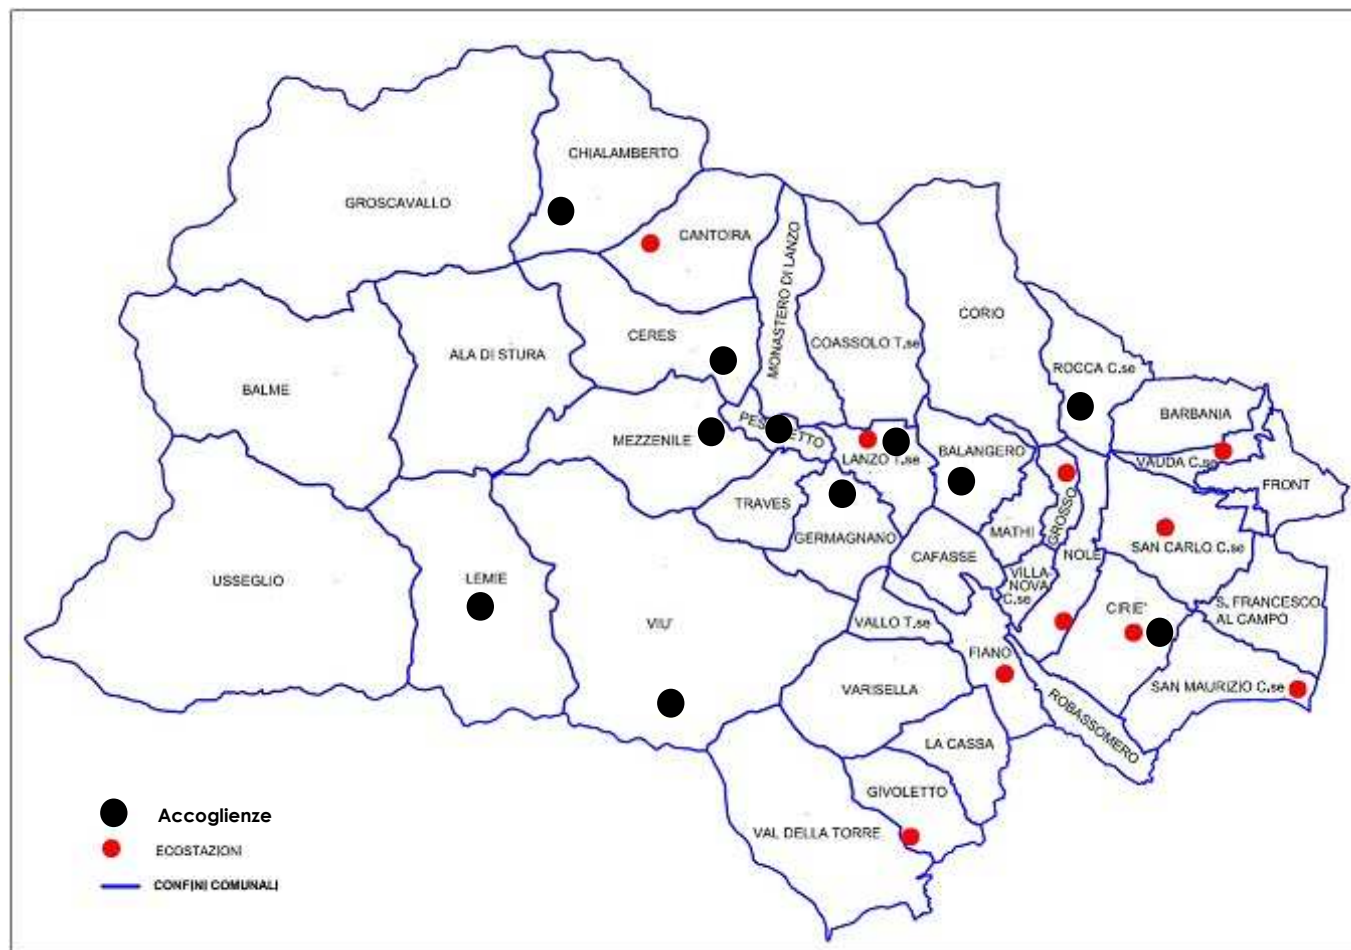 CHIALAMBERTO
GROSCAVALLO
CANTOIRA
MONASTERO DI LANZO
CERES
COASSOLO T.se
CORIO
ALA DI STURA
BALME
ROCCA C.se
BARBANIA
MEZZENILE
LANZO T.se
BALANGERO
VAUDA C.se
FRONT
TRAVES
GERMAGNANO
MATHI
GROSSO
CAFASSE
NOLE
SAN CARLO C.se
USSEGLIO
LEMIE
VILLA-
NOVA
C.se
CIRIE'
S. FRANCESCO
AL CAMPO
VIU'
VALLO T.se
FIANO
VARISELLA
SAN MAURIZIO C.se
ROBASSOMERO
LA CASSA
GIVOLETTO
VAL DELLA TORRE
Accoglienze
ECOSTAZIONI
CONFINI COMUNALI